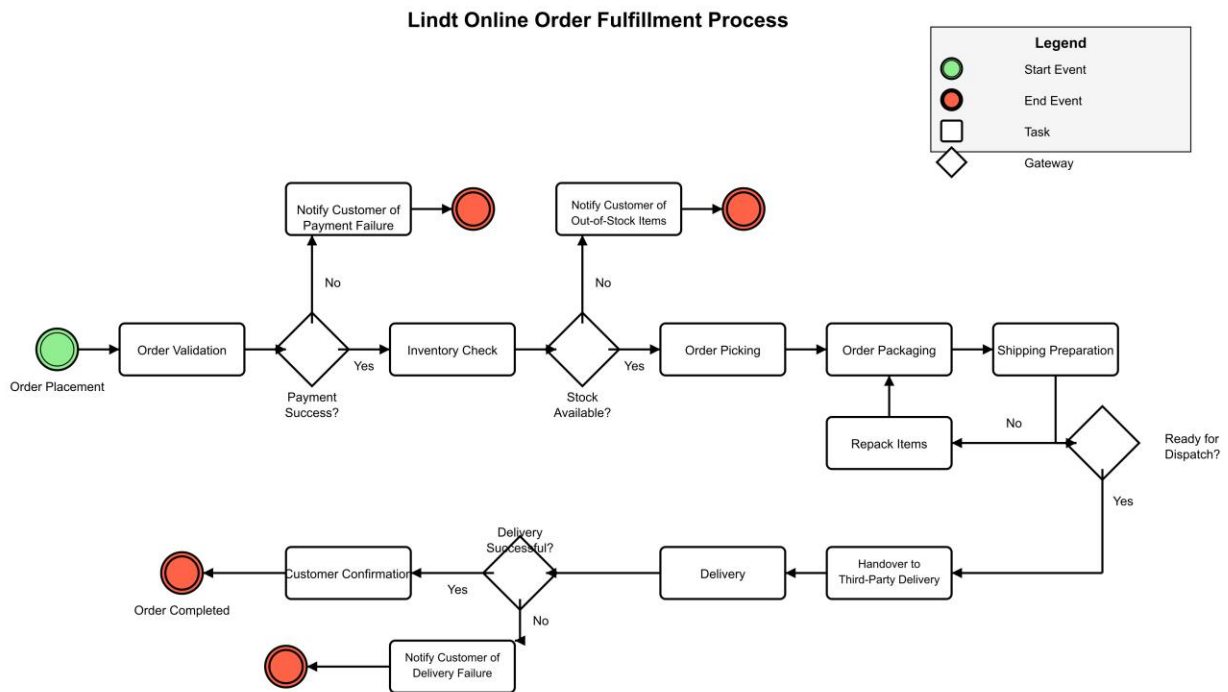 Lindt Online Order Fulfillment Process
Legend
Start Event
End Event
Task
Gateway
Notify Customer of
Payment Failure
Notify Customer of
Out-of-Stock Items
No
No
Order Validation
Yes
Inventory Check
Yes
Order Picking
Order Packaging
Shipping Preparation
Order Placement
Payment
Success?
Stock
Available?
Repack Items
No
Ready for
Dispatch?
Yes
Delivery
Successful?
Customer Confirmation
Yes
Delivery
Handover to
Third-Party Delivery
Order Completed
No
Notify Customer of
Delivery Failure